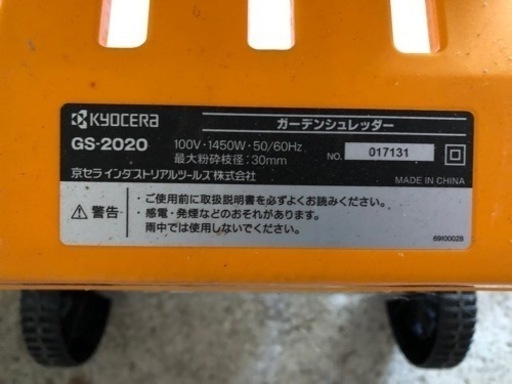 KYOCERA
ガーデンシュレッダー
GS-2020
100V・1450W・50/60Hz
最大粉砕枝径：30mm
NO. 017131
京セラ インダストリアルツールズ株式会社
MADE IN CHINA
警告
・ご使用前に取扱説明書を必ずよくお読みください。
・感電・発煙などのおそれがあります。
雨中では使用しないでください。
69I00028